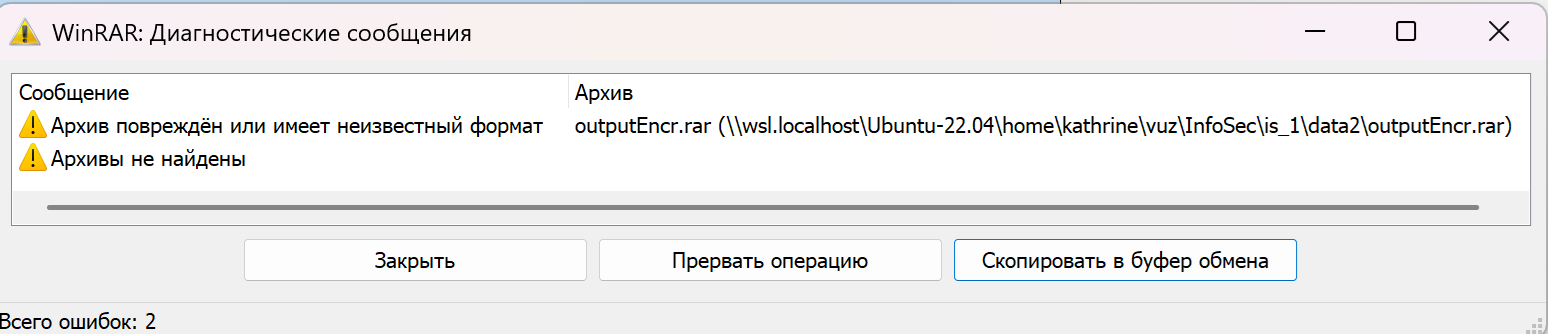 WinRAR: Диагностические сообщения
Сообщение Архив
Архив повреждён или имеет неизвестный формат outputEncr.rar (\\wsl.localhost\Ubuntu-22.04\home\kathrine\vuz\InfoSec\is_1\data2\outputEncr.rar)
Архивы не найдены
Закрыть Прервать операцию Скопировать в буфер обмена
Всего ошибок: 2